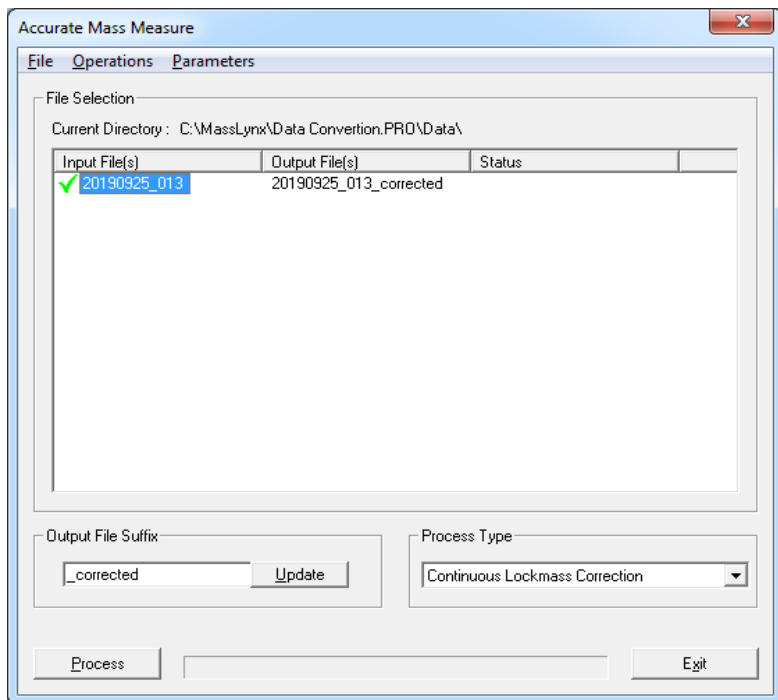 Accurate Mass Measure
File Operations Parameters
File Selection
Current Directory : C:\MassLynx\Data Convertion.PRO\Data\
Input File(s) Output File(s) Status
20190925_013 20190925_013_corrected
Output File Suffix Process Type
_corrected Update Continuous Lockmass Correction
Process Exit